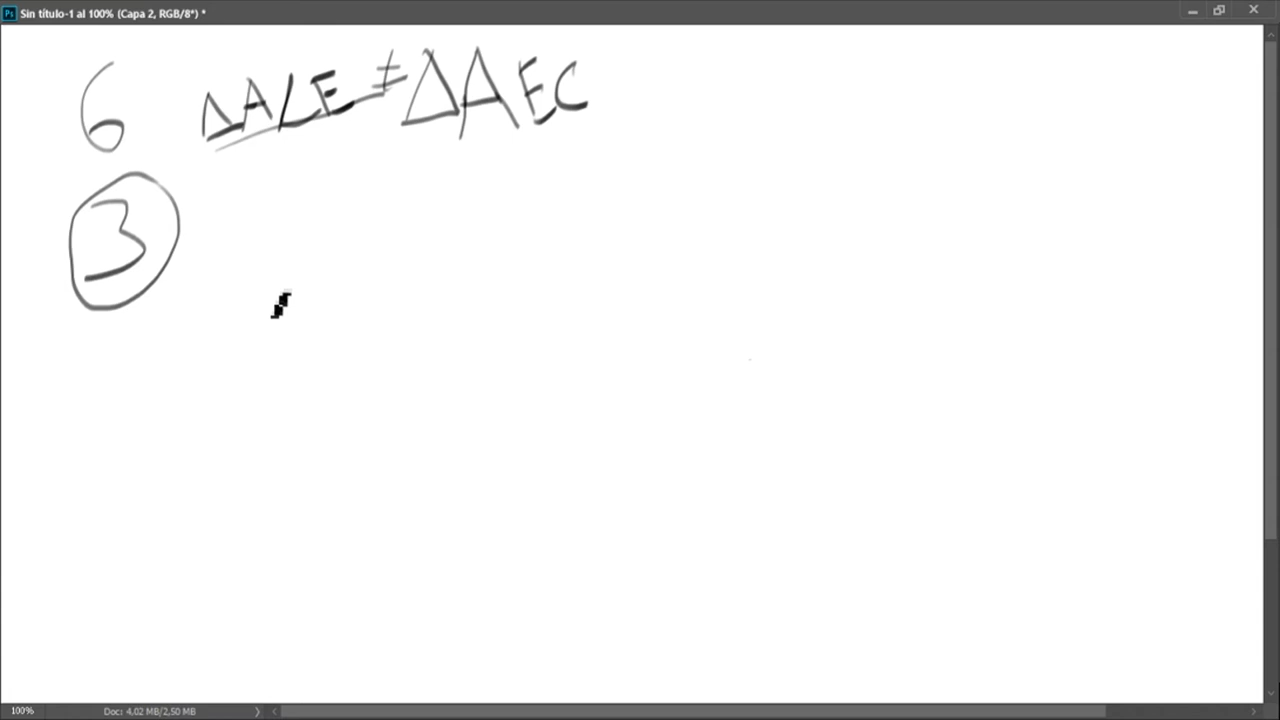 Sin título-1 al 100% (Capa 2, RGB/8*) *
6 ΔALE ≠ ΔAEC
3
100% Doc: 4,02 MB/2,50 MB